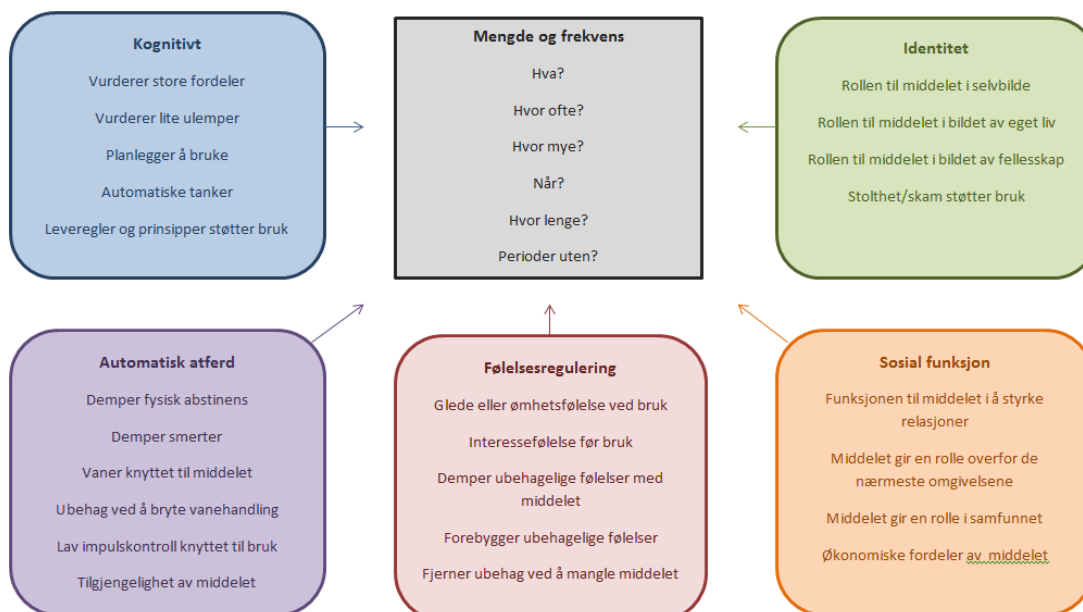 Kognitivt
Vurderer store fordeler
Vurderer lite ulemper
Planlegger å bruke
Automatiske tanker
Leveregler og prinsipper støtter bruk
Mengde og frekvens
Hva?
Hvor ofte?
Hvor mye?
Når?
Hvor lenge?
Perioder uten?
Identitet
Rollen til middelet i selvbilde
Rollen til middelet i bildet av eget liv
Rollen til middelet i bildet av fellesskap
Stolthet/skam støtter bruk
Automatisk atferd
Demper fysisk abstinens
Demper smerter
Vaner knyttet til middelet
Ubehag ved å bryte vanehandling
Lav impulskontroll knyttet til bruk
Tilgjengelighet av middelet
Følelsesregulering
Glede eller ømhetsfølelse ved bruk
Interessefølelse før bruk
Demper ubehagelige følelser med
middelet
Forebygger ubehagelige følelser
Fjerner ubehag ved å mangle middelet
Sosial funksjon
Funksjonen til middelet i å styrke
relasjoner
Middelet gir en rolle overfor de
nærmeste omgivelsene
Middelet gir en rolle i samfunnet
Økonomiske fordeler av middelet